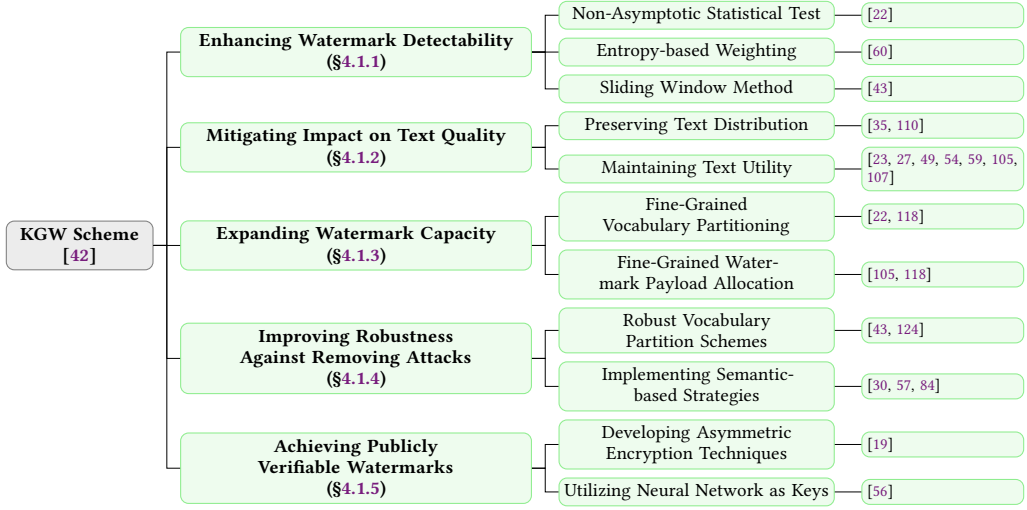 KGW Scheme
[42]
Enhancing Watermark Detectability
(§4.1.1)
Non-Asymptotic Statistical Test
[22]
Entropy-based Weighting
[60]
Sliding Window Method
[43]
Mitigating Impact on Text Quality
(§4.1.2)
Preserving Text Distribution
[35, 110]
Maintaining Text Utility
[23, 27, 49, 54, 59, 105,
107]
Expanding Watermark Capacity
(§4.1.3)
Fine-Grained
Vocabulary Partitioning
[22, 118]
Fine-Grained Water-
mark Payload Allocation
[105, 118]
Improving Robustness
Against Removing Attacks
(§4.1.4)
Robust Vocabulary
Partition Schemes
[43, 124]
Implementing Semantic-
based Strategies
[30, 57, 84]
Achieving Publicly
Verifiable Watermarks
(§4.1.5)
Developing Asymmetric
Encryption Techniques
[19]
Utilizing Neural Network as Keys
[56]